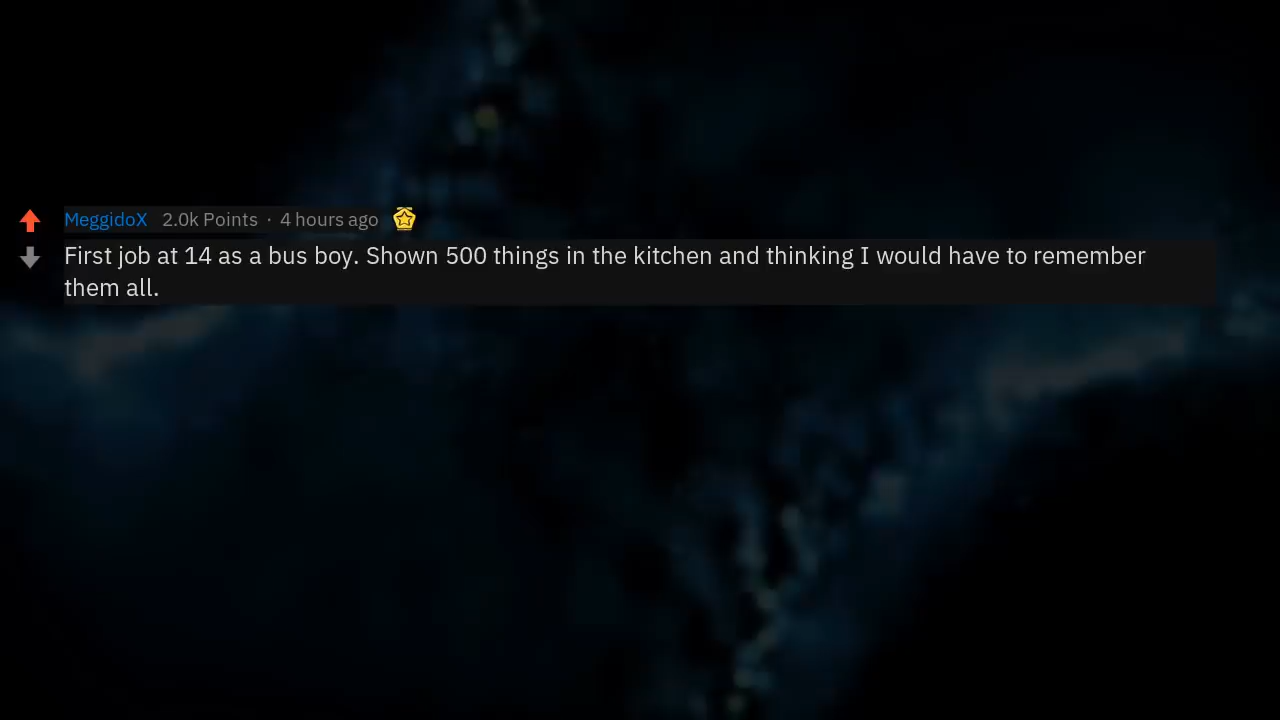 MeggidoX 2.0k Points · 4 hours ago
First job at 14 as a bus boy. Shown 500 things in the kitchen and thinking I would have to remember
them all.